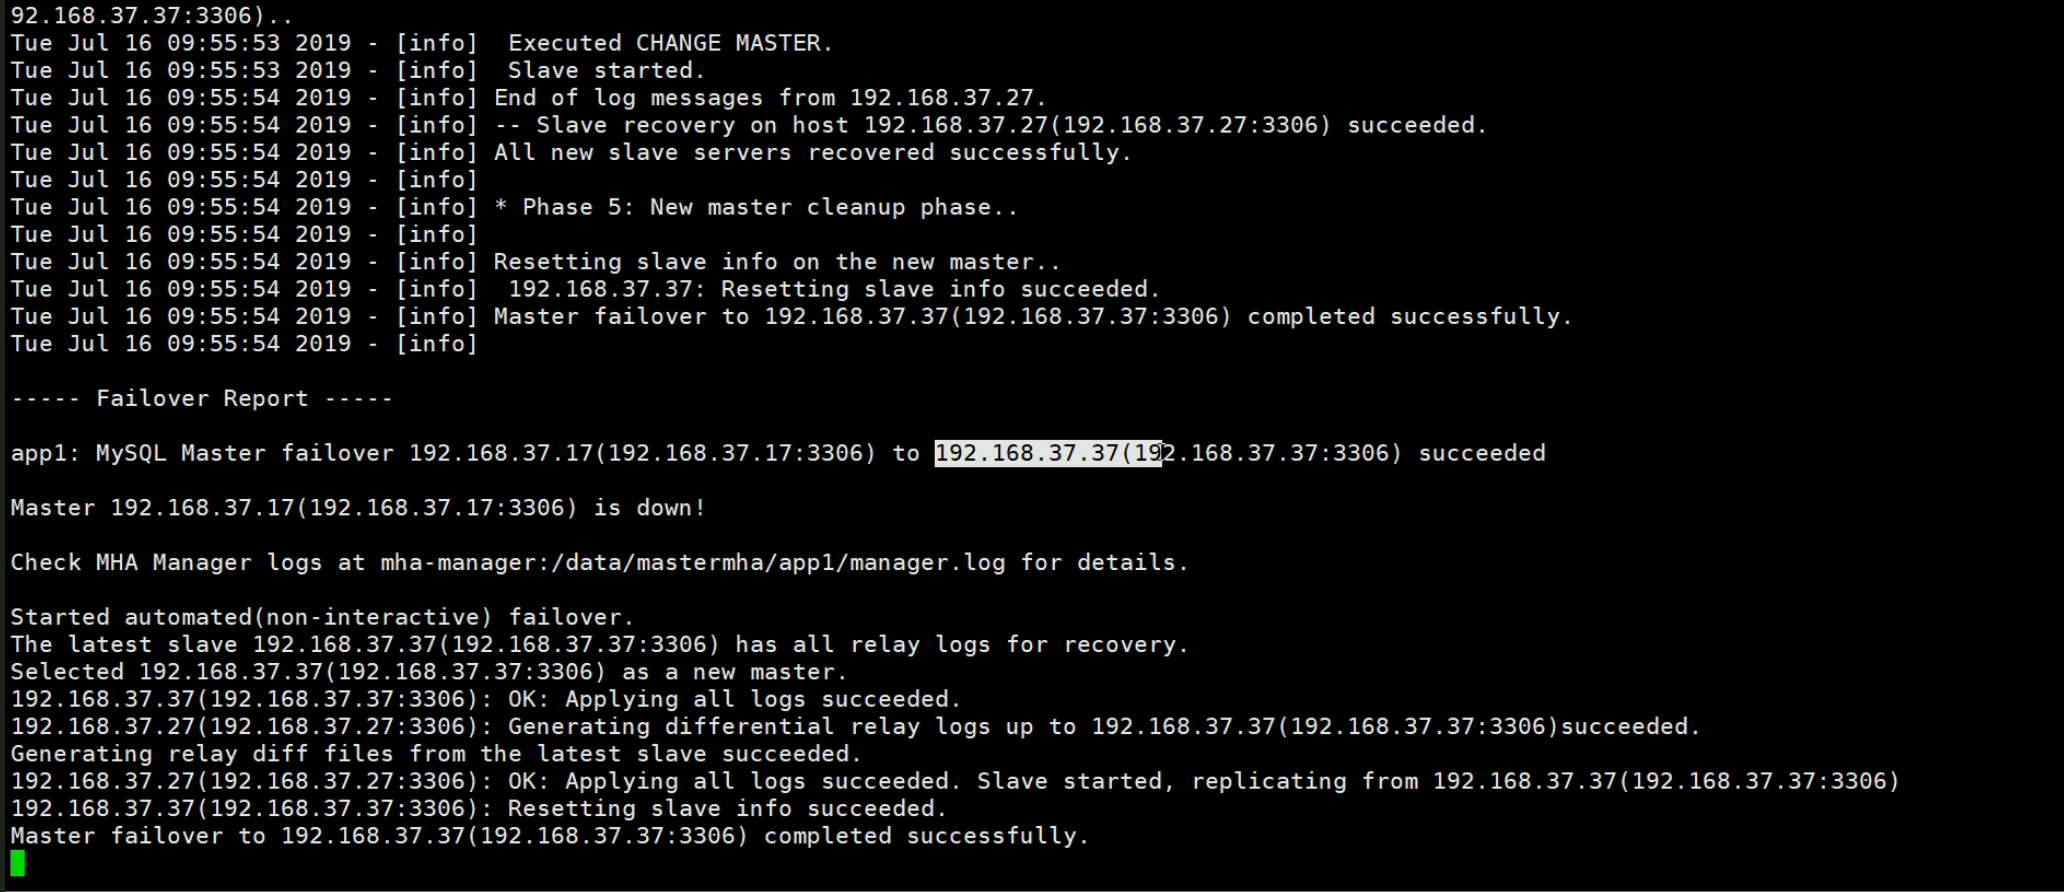 92.168.37.37:3306)..
Tue Jul 16 09:55:53 2019 - [info]  Executed CHANGE MASTER.
Tue Jul 16 09:55:53 2019 - [info]  Slave started.
Tue Jul 16 09:55:54 2019 - [info] End of log messages from 192.168.37.27.
Tue Jul 16 09:55:54 2019 - [info] -- Slave recovery on host 192.168.37.27(192.168.37.27:3306) succeeded.
Tue Jul 16 09:55:54 2019 - [info] All new slave servers recovered successfully.
Tue Jul 16 09:55:54 2019 - [info]
Tue Jul 16 09:55:54 2019 - [info] * Phase 5: New master cleanup phase..
Tue Jul 16 09:55:54 2019 - [info]
Tue Jul 16 09:55:54 2019 - [info] Resetting slave info on the new master..
Tue Jul 16 09:55:54 2019 - [info]  192.168.37.37: Resetting slave info succeeded.
Tue Jul 16 09:55:54 2019 - [info] Master failover to 192.168.37.37(192.168.37.37:3306) completed successfully.
Tue Jul 16 09:55:54 2019 - [info]
----- Failover Report -----
app1: MySQL Master failover 192.168.37.17(192.168.37.17:3306) to 192.168.37.37(192.168.37.37:3306) succeeded
Master 192.168.37.17(192.168.37.17:3306) is down!
Check MHA Manager logs at mha-manager:/data/mastermha/app1/manager.log for details.
Started automated(non-interactive) failover.
The latest slave 192.168.37.37(192.168.37.37:3306) has all relay logs for recovery.
Selected 192.168.37.37(192.168.37.37:3306) as a new master.
192.168.37.37(192.168.37.37:3306): OK: Applying all logs succeeded.
192.168.37.27(192.168.37.27:3306): Generating differential relay logs up to 192.168.37.37(192.168.37.37:3306)succeeded.
Generating relay diff files from the latest slave succeeded.
192.168.37.27(192.168.37.27:3306): OK: Applying all logs succeeded. Slave started, replicating from 192.168.37.37(192.168.37.37:3306)
192.168.37.37(192.168.37.37:3306): Resetting slave info succeeded.
Master failover to 192.168.37.37(192.168.37.37:3306) completed successfully.